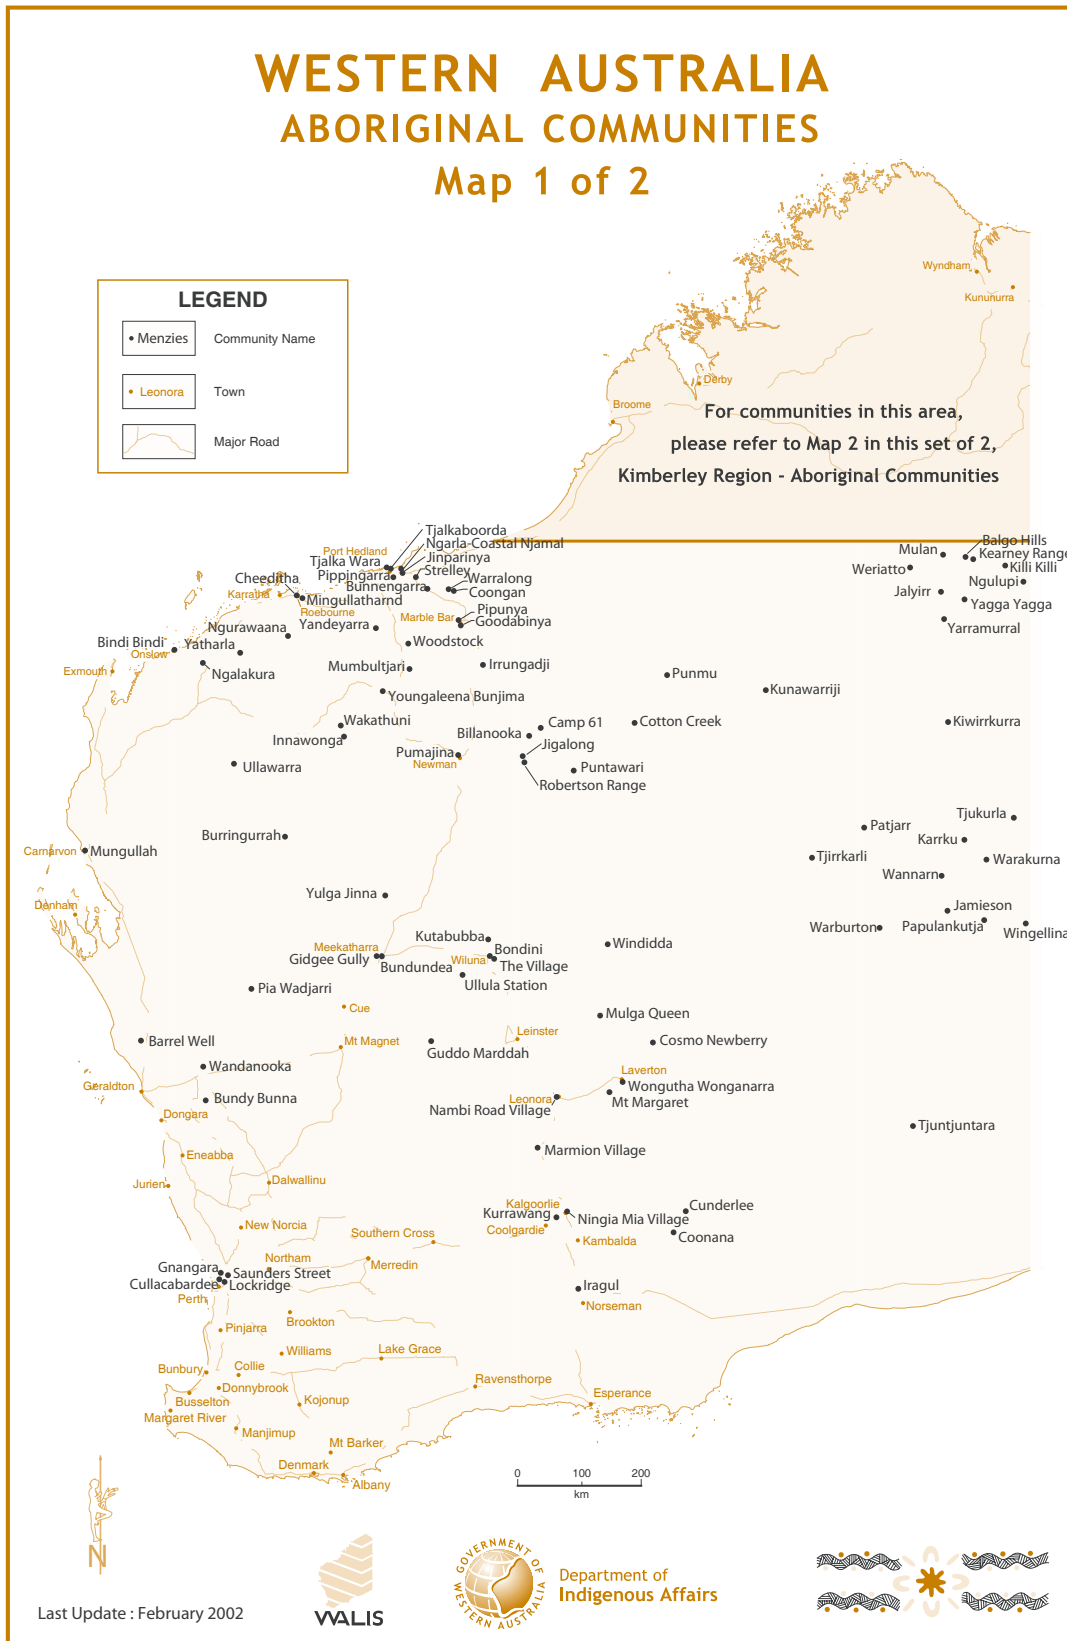 WESTERN AUSTRALIA
ABORIGINAL COMMUNITIES
Map 1 of 2
LEGEND
Menzies
Community Name
Leonora
Town
Major Road
Wyndham
Kununurra
Derby
Broome
For communities in this area,
please refer to Map 2 in this set of 2,
Kimberley Region - Aboriginal Communities
Tjalkaboorda
Ngarla-Coastal Njamal
Port Hedland
Jinparinya
Tjalka Wara
Strelley
Pippingarra
Warralong
Bunnengarra
Coongan
Cheeditha
Karratha
Mingullatharnd
Roebourne
Pipunya
Marble Bar
Goodabinya
Yandeyarra
Ngurawaana
Woodstock
Bindi Bindi
Yatharla
Onslow
Exmouth
Ngalakura
Mumbultjari
Irrungadji
Youngaleena Bunjima
Punmu
Kunawarriji
Wakathuni
Innawonga
Camp 61
Billanooka
Cotton Creek
Jigalong
Pumajina
Newman
Puntawari
Robertson Range
Ullawarra
Balgo Hills
Mulan
Kearney Range
Killi Killi
Weriatto
Ngulupi
Jalyirr
Yagga Yagga
Yarramurral
Kiwirrkurra
Tjukurla
Patjarr
Karrku
Tjirrkarli
Warakurna
Wannarn
Jamieson
Papulankutja
Warburton
Wingellina
Burringurrah
Carnarvon
Mungullah
Yulga Jinna
Denham
Kutabubba
Meekatharra
Gidgee Gully
Bundundea
Bondini
Wiluna
The Village
Ullula Station
Windidda
Pia Wadjarri
Cue
Mulga Queen
Leinster
Barrel Well
Mt Magnet
Guddo Marddah
Cosmo Newberry
Wandanooka
Laverton
Wongutha Wonganarra
Geraldton
Bundy Bunna
Leonora
Mt Margaret
Nambi Road Village
Dongara
Tjuntjuntara
Marmion Village
Eneabba
Jurien
Dalwallinu
Kalgoorlie
Cunderlee
Kurrawang
Ningia Mia Village
New Norcia
Coolgardie
Southern Cross
Kambalda
Coonana
Northam
Merredin
Gnangara
Saunders Street
Cullacabardee
Lockridge
Iragul
Perth
Norseman
Brookton
Pinjarra
Williams
Lake Grace
Bunbury
Collie
Donnybrook
Ravensthorpe
Busselton
Kojonup
Esperance
Margaret River
Manjimup
Mt Barker
Denmark
Albany
0 100 200
km
N
Last Update : February 2002
WALIS
GOVERNMENT OF
WESTERN AUSTRALIA
Department of
Indigenous Affairs